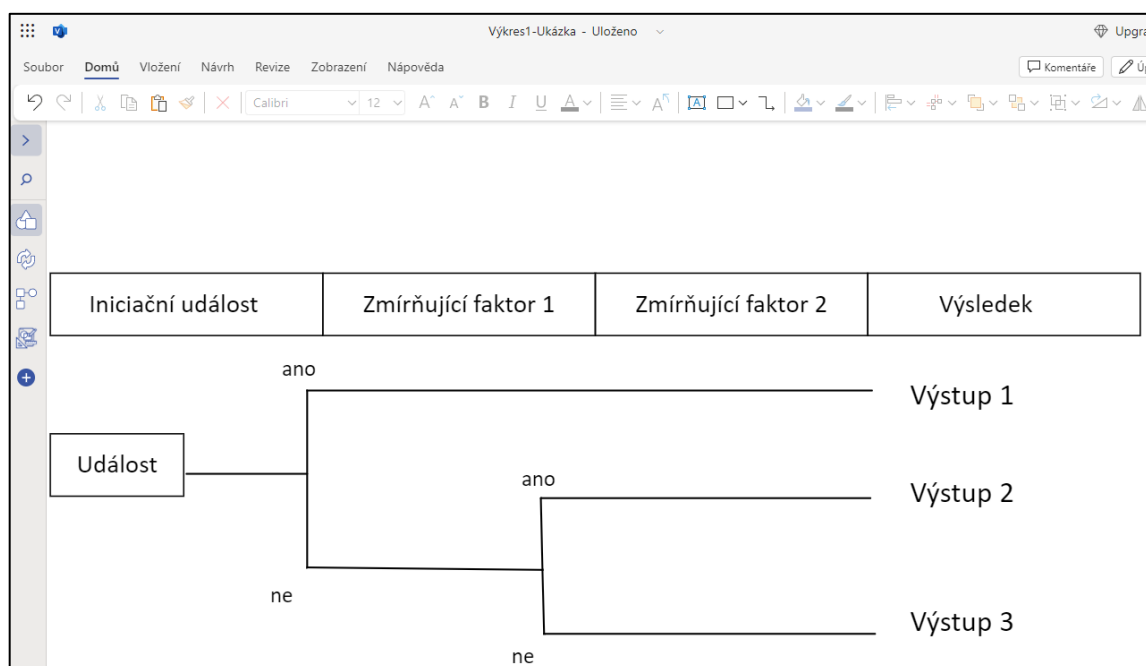 Výkres1-Ukázka - Uloženo
Soubor Domů Vložení Návrh Revize Zobrazení Nápověda
Komentáře
Calibri 12 A A B I U A A A
Iniciační událost Zmírňující faktor 1 Zmírňující faktor 2 Výsledek
ano
Výstup 1
Událost
ano
Výstup 2
ne
Výstup 3
ne